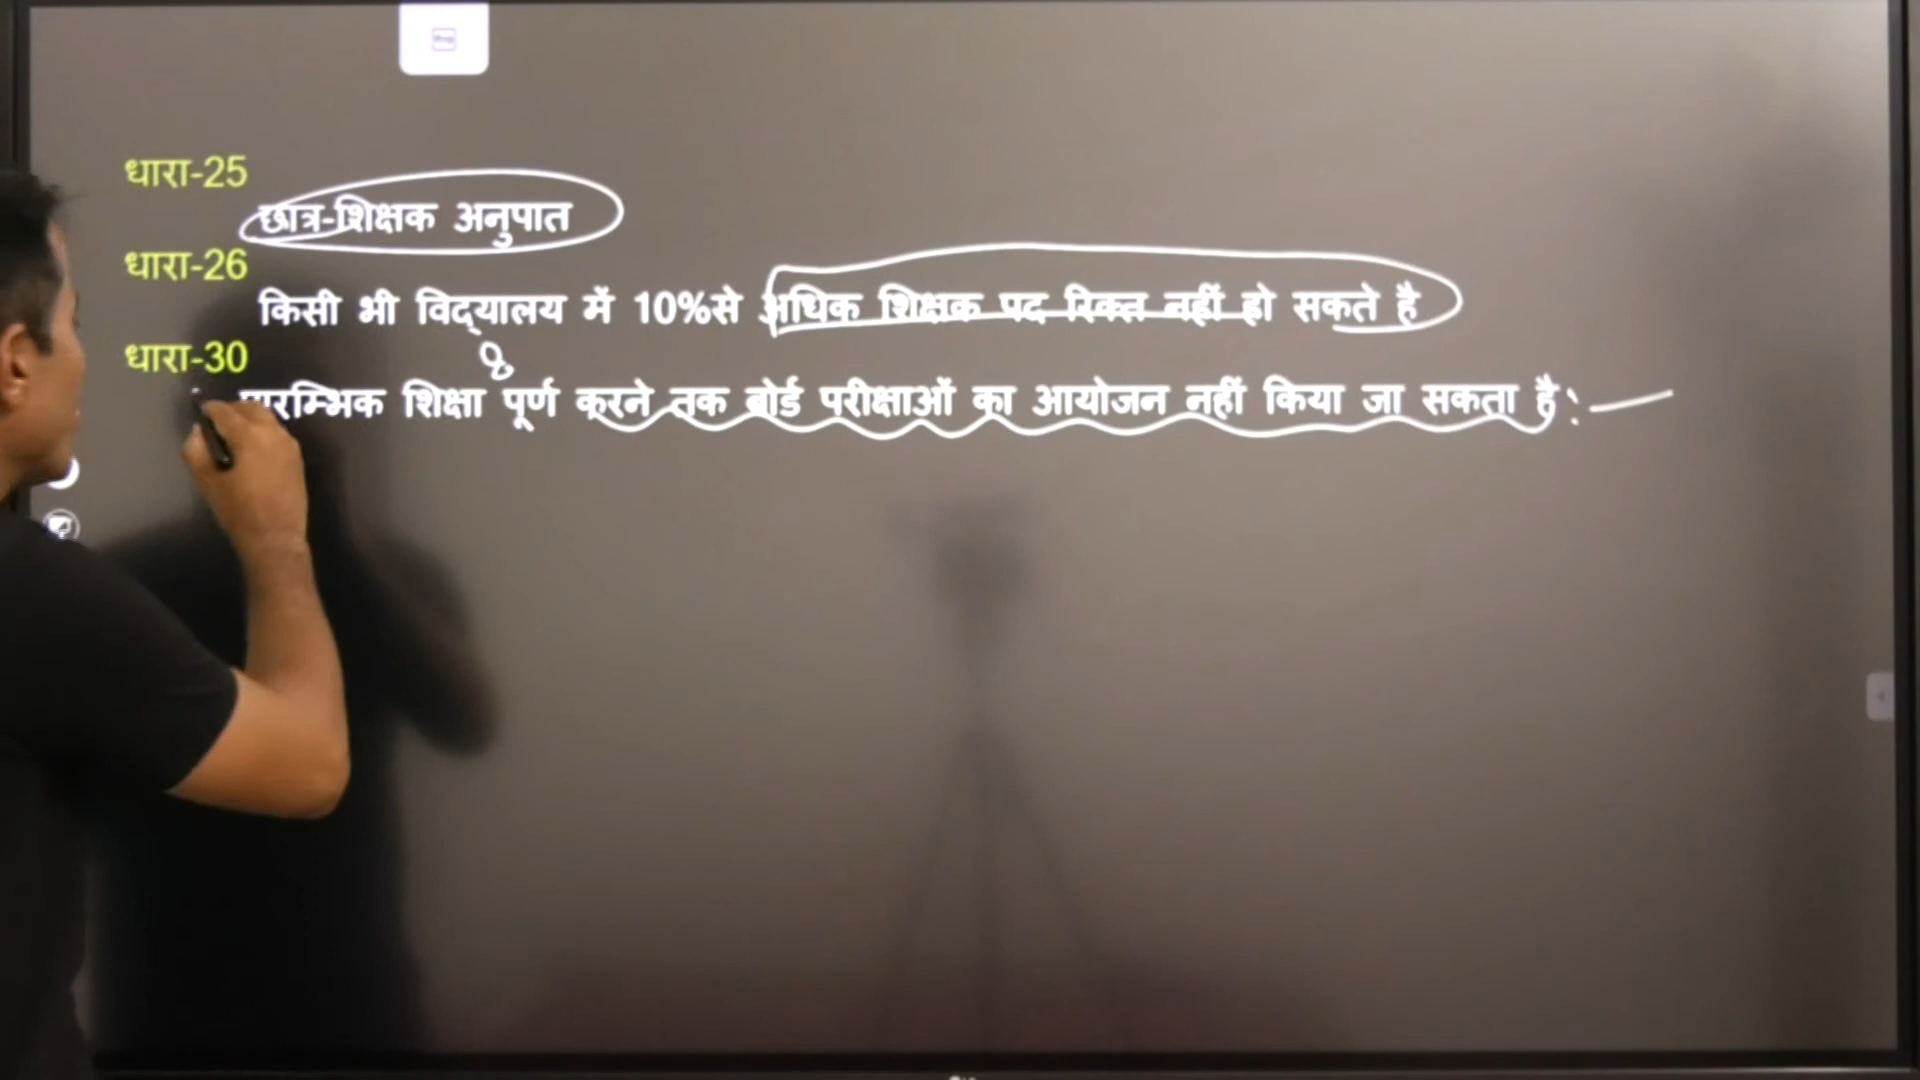 धारा-25
छात्र-शिक्षक अनुपात
धारा-26
किसी भी विद्यालय में 10%से अधिक शिक्षक पद रिक्त नहीं हो सकते है
धारा-30
प्रारम्भिक शिक्षा पूर्ण करने तक बोर्ड परीक्षाओं का आयोजन नहीं किया जा सकता है